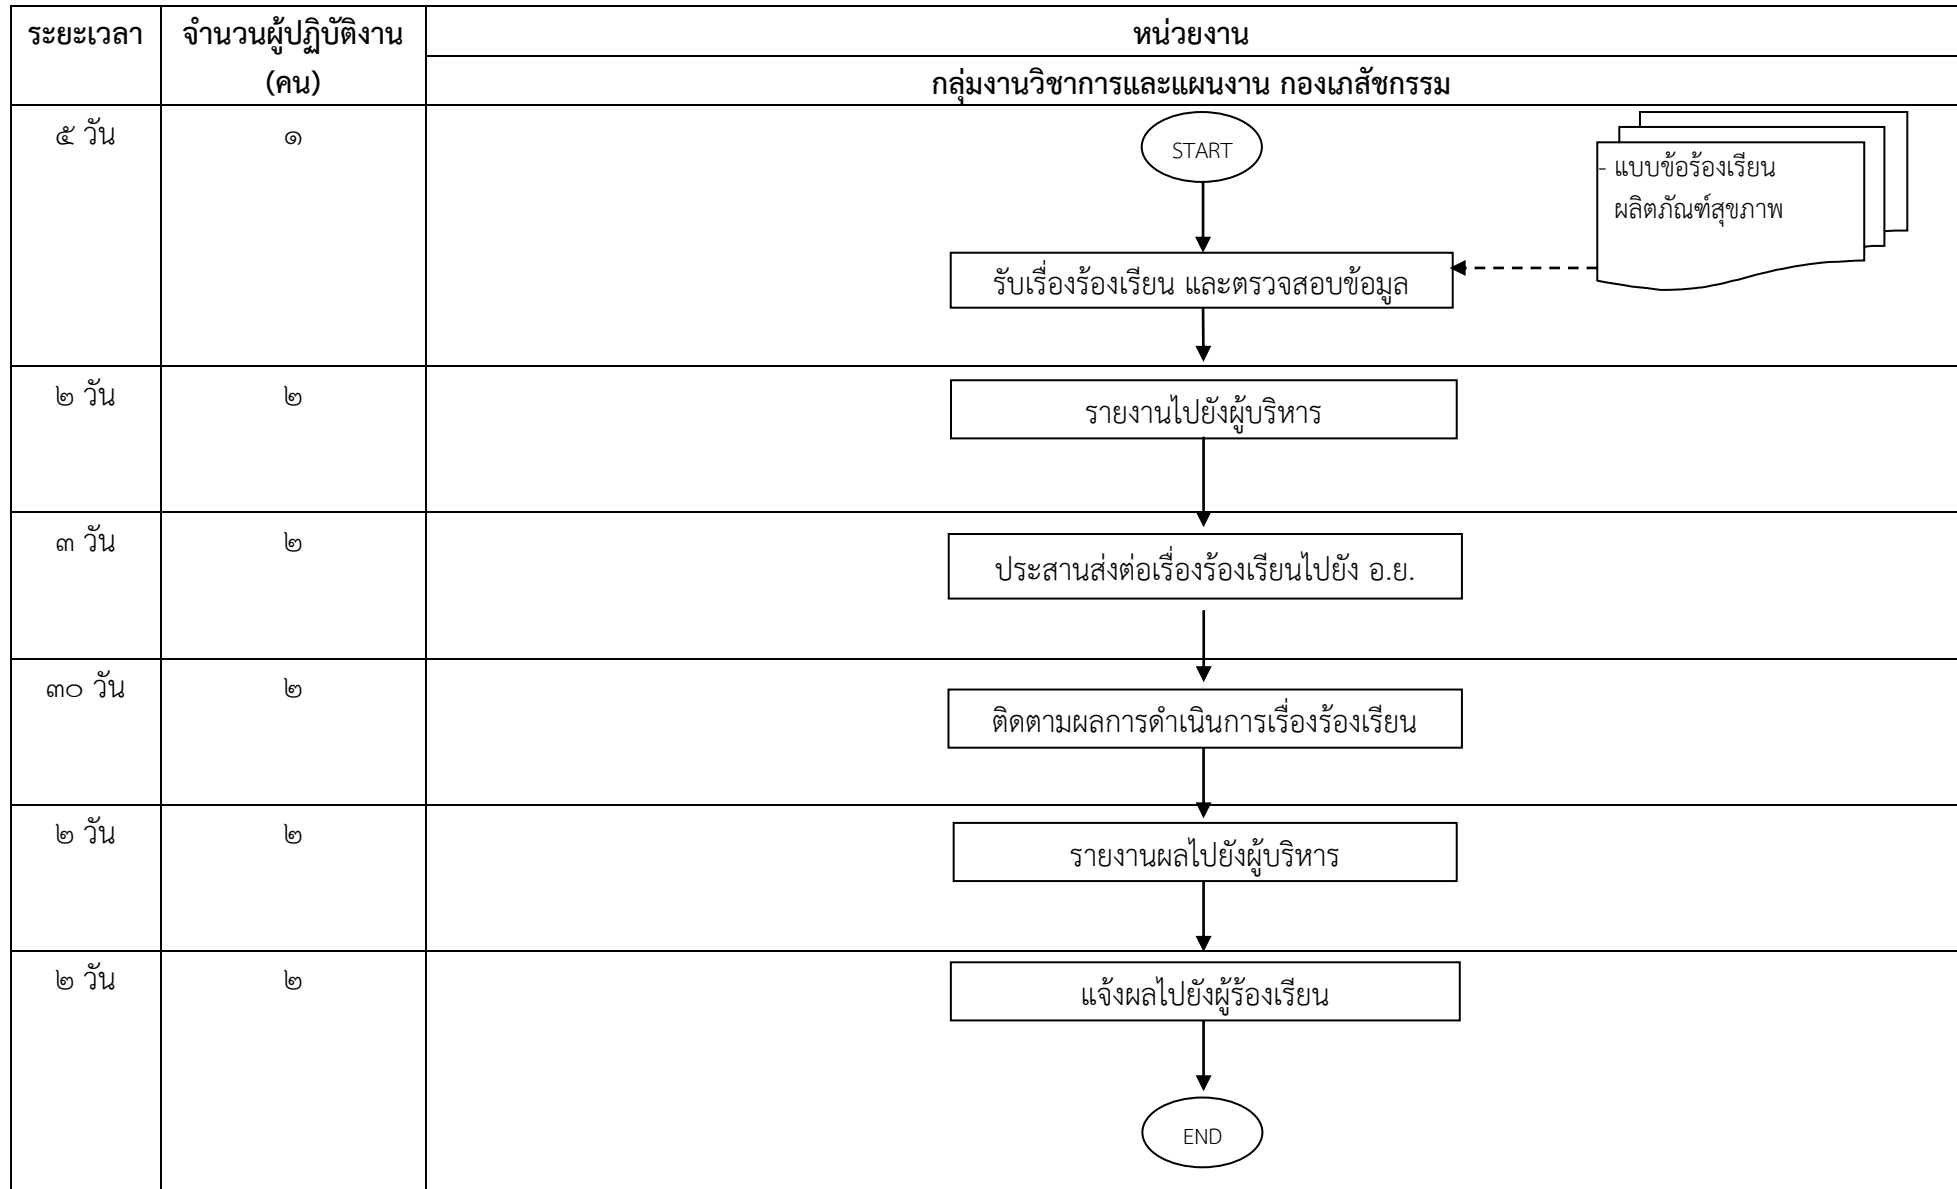 ระยะเวลา
จำนวนผู้ปฏิบัติงาน
(คน)
หน่วยงาน
กลุ่มงานวิชาการและแผนงาน กองเภสัชกรรม
๕ วัน
๑
START
- แบบข้อร้องเรียน
ผลิตภัณฑ์สุขภาพ
รับเรื่องร้องเรียน และตรวจสอบข้อมูล
๒ วัน
๒
รายงานไปยังผู้บริหาร
๓ วัน
๒
ประสานส่งต่อเรื่องร้องเรียนไปยัง อ.ย.
๓๐ วัน
๒
ติดตามผลการดำเนินการเรื่องร้องเรียน
๒ วัน
๒
รายงานผลไปยังผู้บริหาร
๒ วัน
๒
แจ้งผลไปยังผู้ร้องเรียน
END